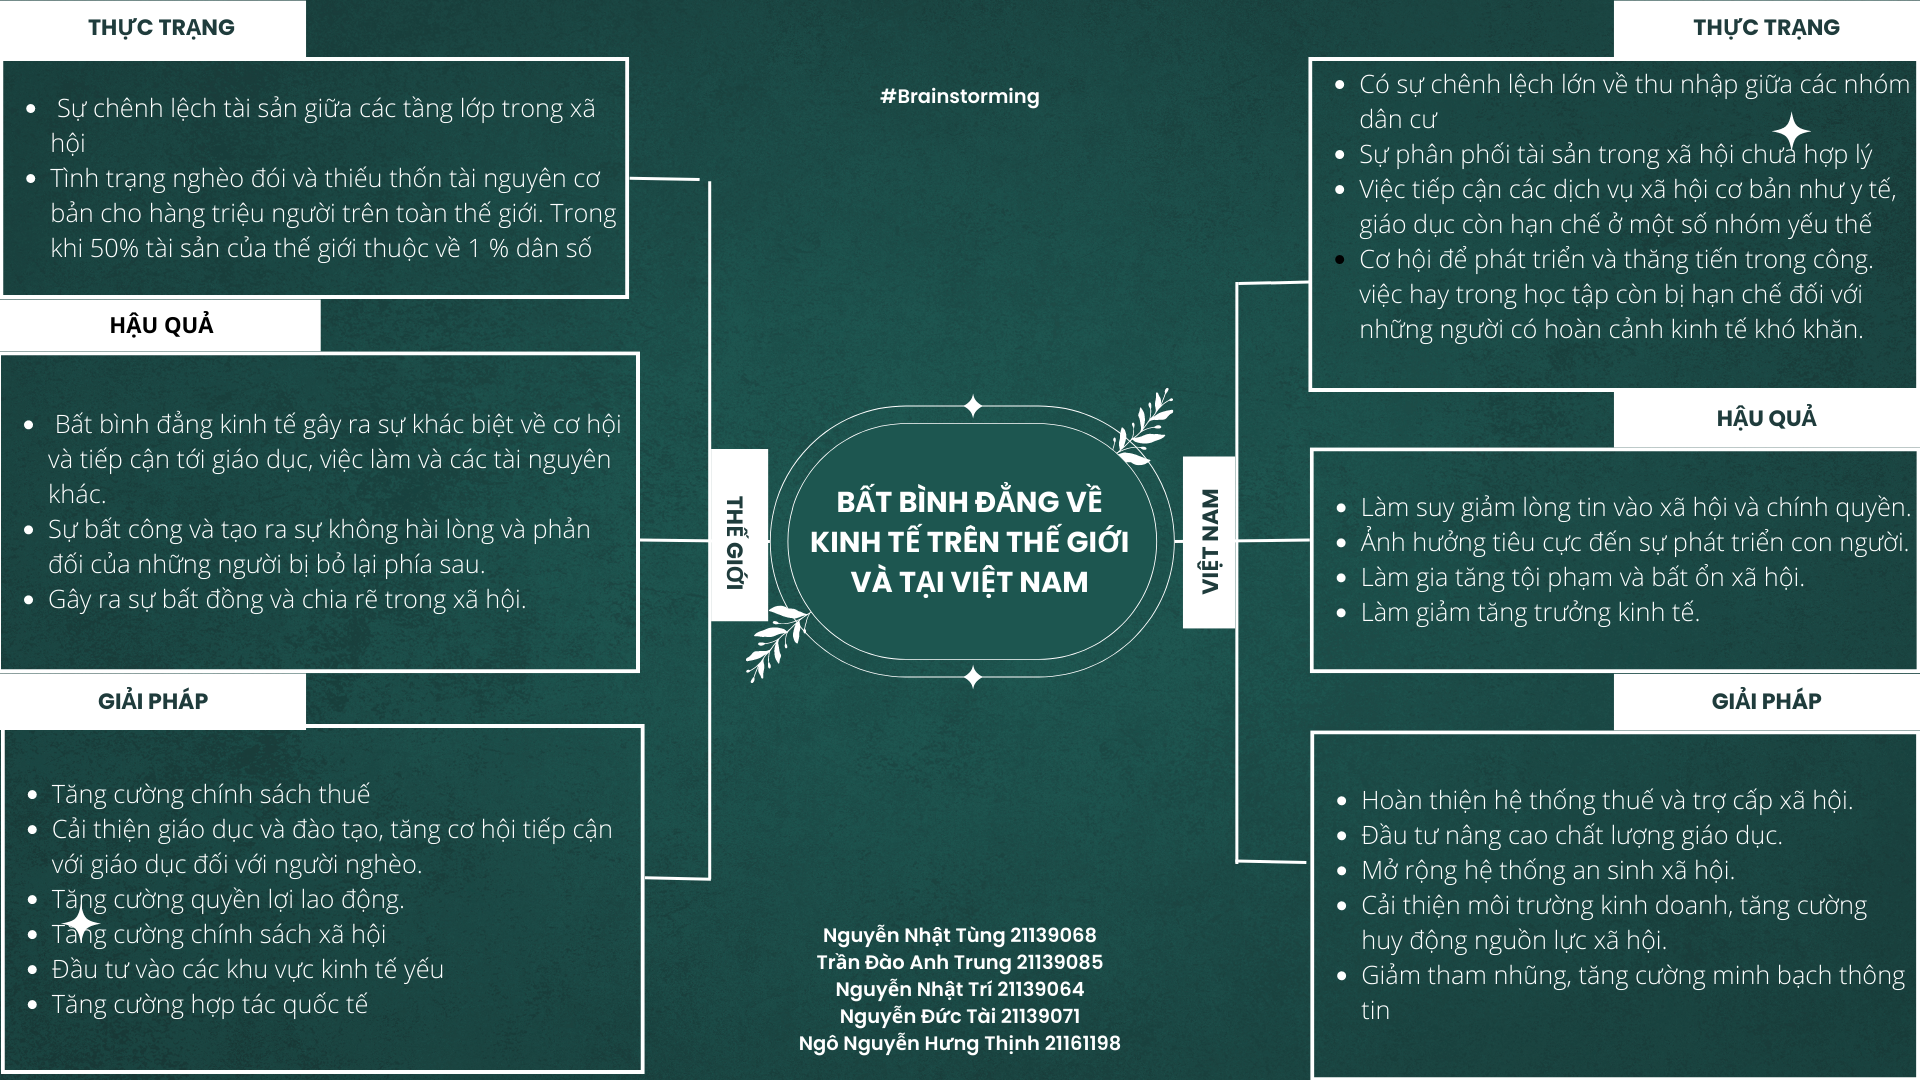 THỰC TRẠNG
Sự chênh lệch tài sản giữa các tầng lớp trong xã
hội
Tình trạng nghèo đói và thiếu thốn tài nguyên cơ
bản cho hàng triệu người trên toàn thế giới. Trong
khi 50% tài sản của thế giới thuộc về 1 % dân số
HẬU QUẢ
Bất bình đẳng kinh tế gây ra sự khác biệt về cơ hội
và tiếp cận tới giáo dục, việc làm và các tài nguyên
khác.
Sự bất công và tạo ra sự không hài lòng và phản
đối của những người bị bỏ lại phía sau.
Gây ra sự bất đồng và chia rẽ trong xã hội.
GIẢI PHÁP
Tăng cường chính sách thuế
Cải thiện giáo dục và đào tạo, tăng cơ hội tiếp cận
với giáo dục đối với người nghèo.
Tăng cường quyền lợi lao động.
Tăng cường chính sách xã hội
Đầu tư vào các khu vực kinh tế yếu
Tăng cường hợp tác quốc tế
#Brainstorming
THẾ GIỚI
BẤT BÌNH ĐẲNG VỀ
KINH TẾ TRÊN THẾ GIỚI
VÀ TẠI VIỆT NAM
VIỆT NAM
Nguyễn Nhật Tùng 21139068
Trần Đào Anh Trung 21139085
Nguyễn Nhật Trí 21139064
Nguyễn Đức Tài 21139071
Ngô Nguyễn Hưng Thịnh 21161198
THỰC TRẠNG
Có sự chênh lệch lớn về thu nhập giữa các nhóm
dân cư
Sự phân phối tài sản trong xã hội chưa hợp lý
Việc tiếp cận các dịch vụ xã hội cơ bản như y tế,
giáo dục còn hạn chế ở một số nhóm yếu thế
Cơ hội để phát triển và thăng tiến trong công.
việc hay trong học tập còn bị hạn chế đối với
những người có hoàn cảnh kinh tế khó khăn.
HẬU QUẢ
Làm suy giảm lòng tin vào xã hội và chính quyền.
Ảnh hưởng tiêu cực đến sự phát triển con người.
Làm gia tăng tội phạm và bất ổn xã hội.
Làm giảm tăng trưởng kinh tế.
GIẢI PHÁP
Hoàn thiện hệ thống thuế và trợ cấp xã hội.
Đầu tư nâng cao chất lượng giáo dục.
Mở rộng hệ thống an sinh xã hội.
Cải thiện môi trường kinh doanh, tăng cường
huy động nguồn lực xã hội.
Giảm tham nhũng, tăng cường minh bạch thông
tin